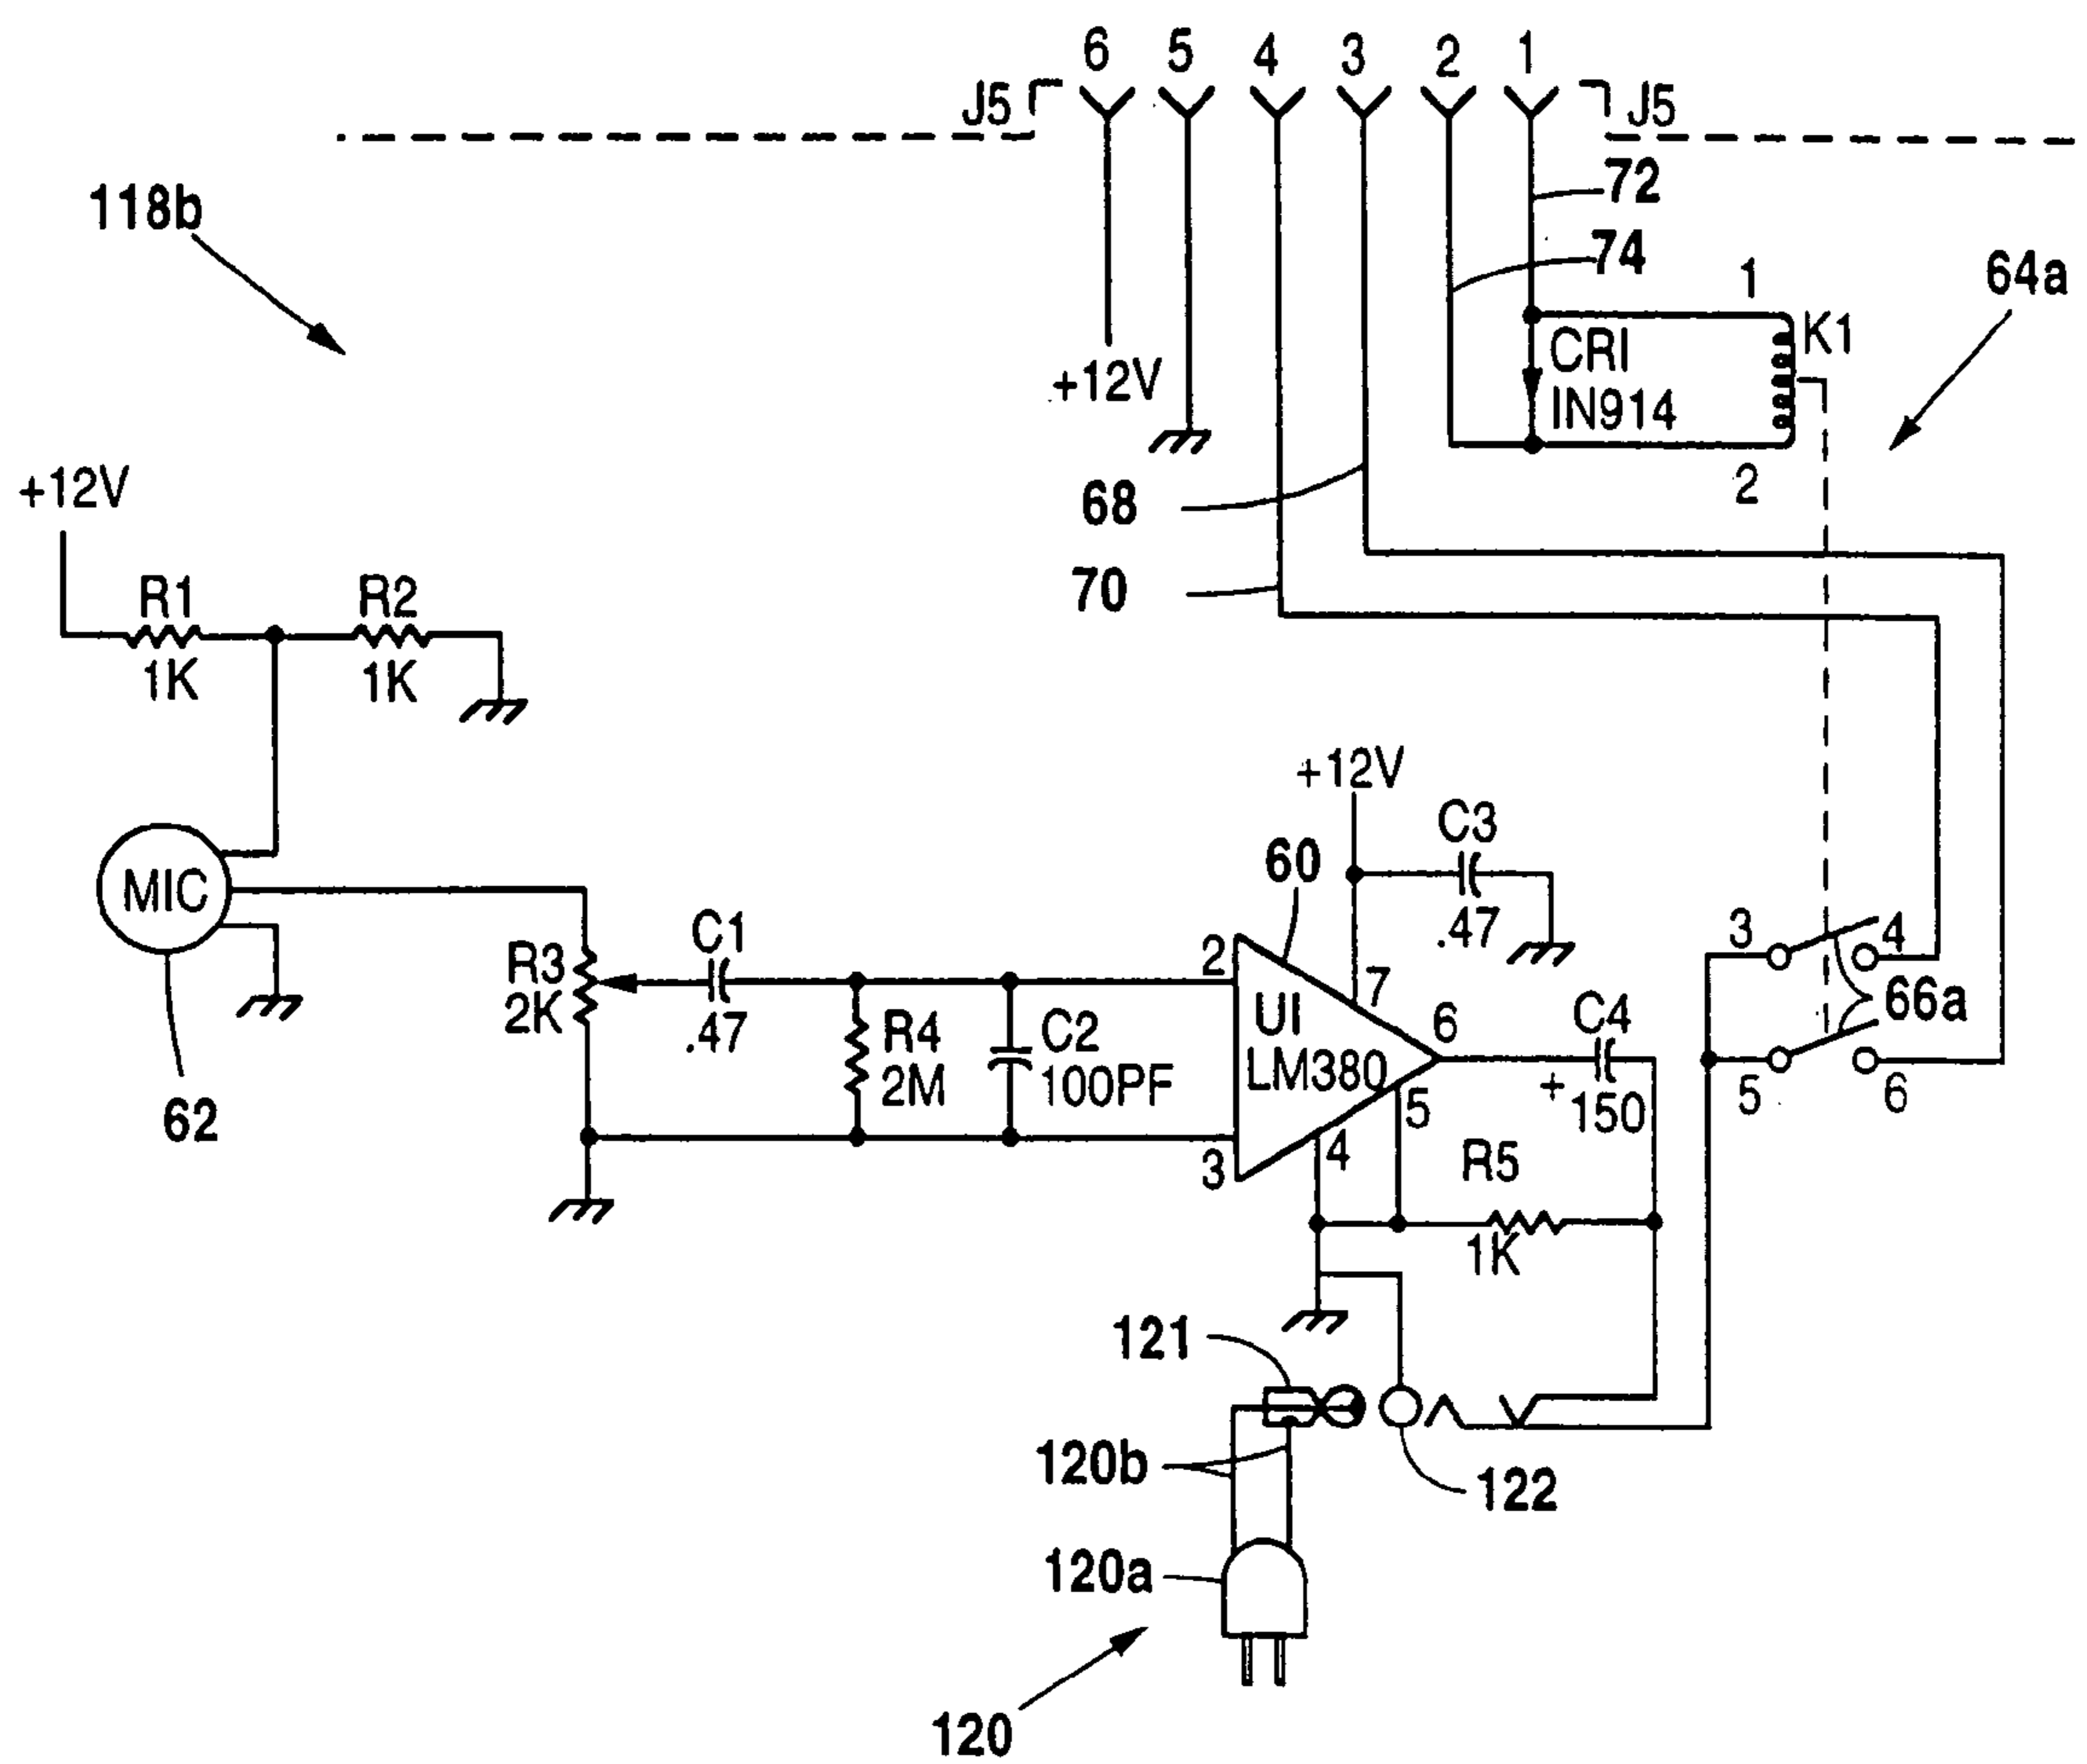 6 5 4 3 2 1
J5 J5
72
118b
74
64a
1
K1
CRI
IN914
+12V
2
+12V
68
70
R1 R2
1K 1K
+12V
C3
60
MIC
.47
C1
R3
2K
.47
2
3 4
66a
7
UI
LM380
6
C4
R4
2M
C2
100PF
+
150
5 6
5
62
3
4
R5
1K
121
120b
122
120a
120